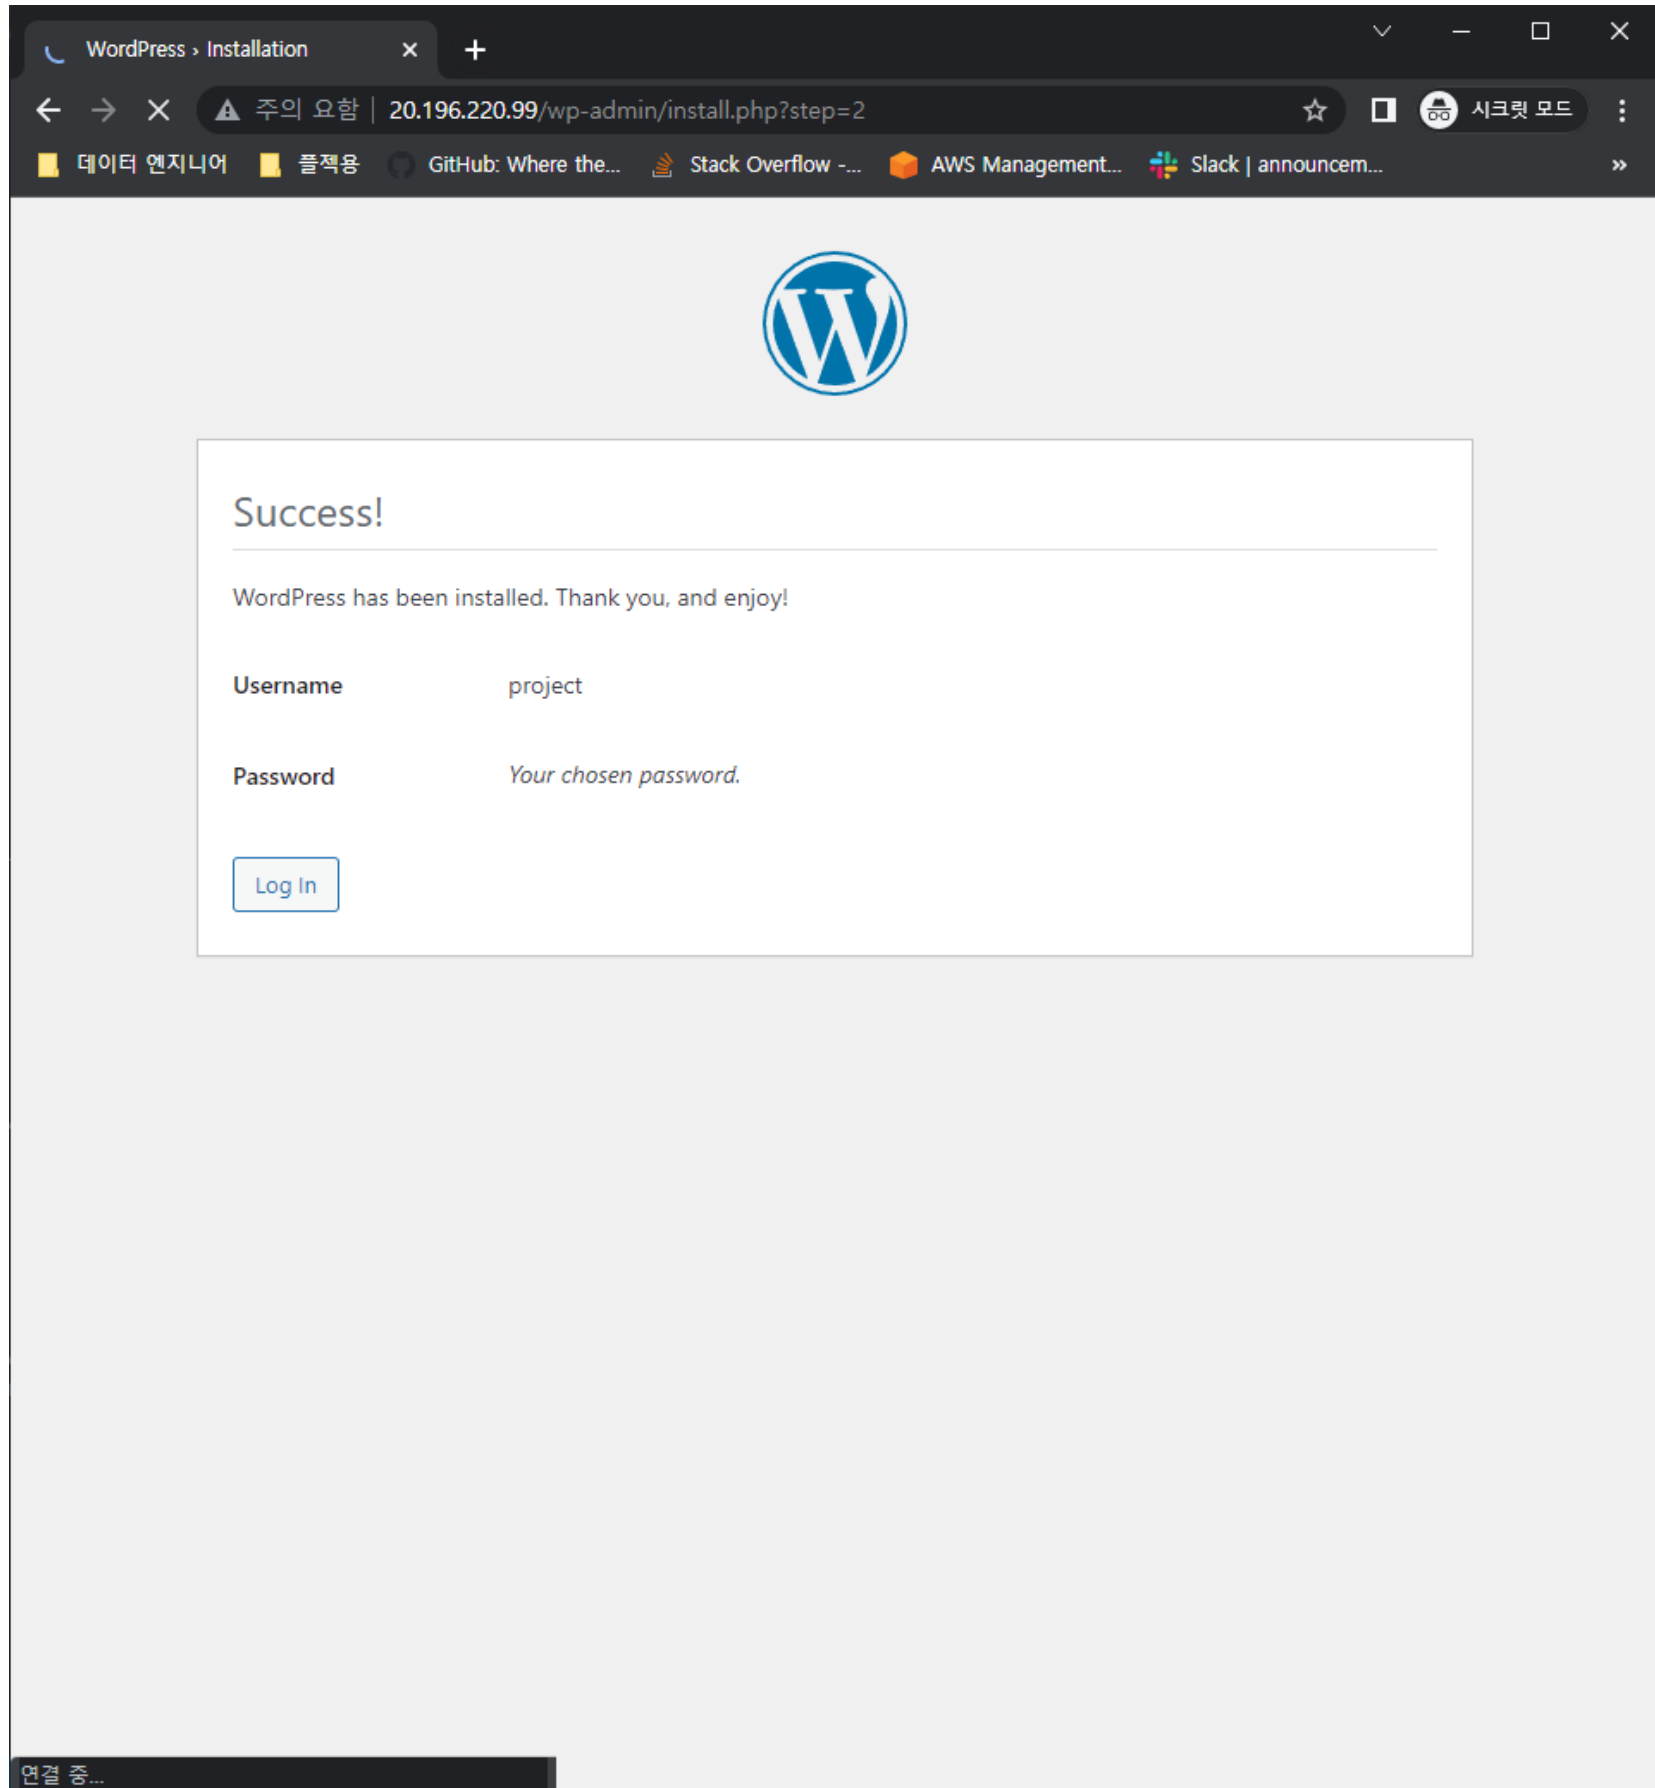 WordPress › Installation
주의 요함 20.196.220.99/wp-admin/install.php?step=2 시크릿 모드
데이터 엔지니어 플젝용 GitHub: Where the... Stack Overflow -... AWS Management... Slack | announcem... »
Success!
WordPress has been installed. Thank you, and enjoy!
Username project
Password Your chosen password.
Log In
연결 중...